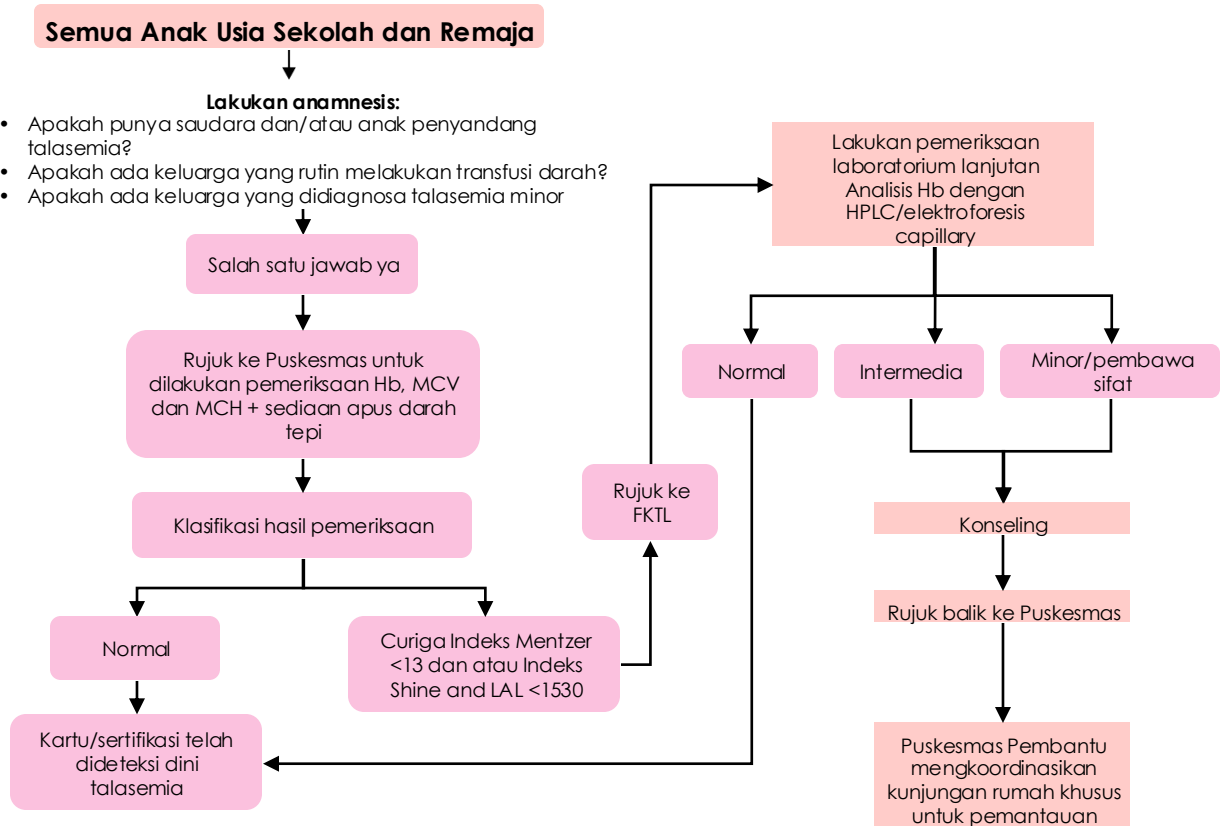 Semua Anak Usia Sekolah dan Remaja
Lakukan anamnesis:
• Apakah punya saudara dan/atau anak penyandang
talasemia?
• Apakah ada keluarga yang rutin melakukan transfusi darah?
• Apakah ada keluarga yang didiagnosa talasemia minor
Salah satu jawab ya
Rujuk ke Puskesmas untuk
dilakukan pemeriksaan Hb, MCV
dan MCH + sediaan apus darah
tepi
Klasifikasi hasil pemeriksaan
Normal
Kartu/sertifikasi telah
dideteksi dini
talasemia
Curiga Indeks Mentzer
<13 dan atau Indeks
Shine and LAL <1530
Rujuk ke
FKTL
Lakukan pemeriksaan
laboratorium lanjutan
Analisis Hb dengan
HPLC/elektroforesis
capillary
Normal
Intermedia
Minor/pembawa
sifat
Konseling
Rujuk balik ke Puskesmas
Puskesmas Pembantu
mengkoordinasikan
kunjungan rumah khusus
untuk pemantauan